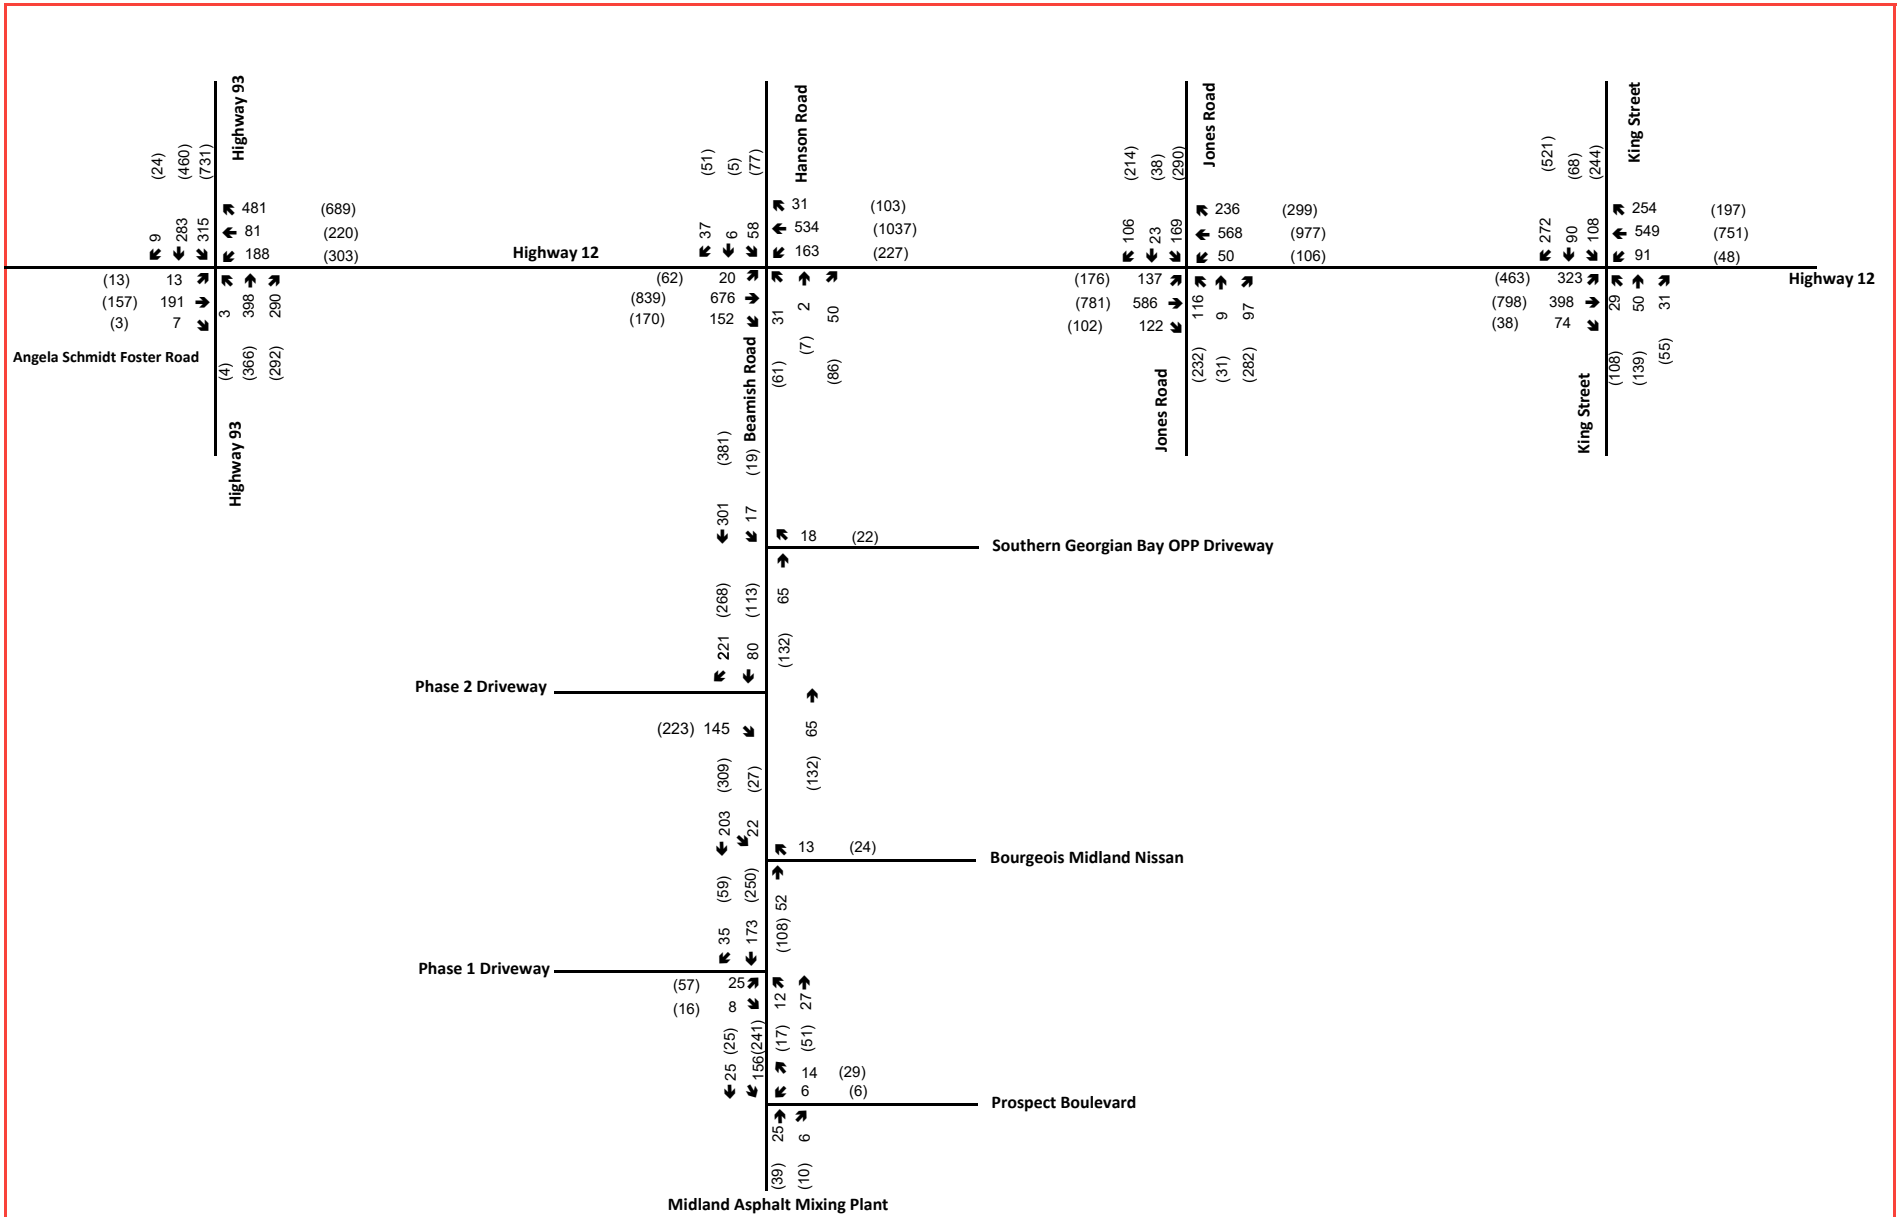 Highway 93
Hanson Road
Jones Road
King Street
(24) (460) (731)
(51) (5) (77)
(214) (38) (290)
(521) (68) (244)
9 283 315
481 (689)
81 (220)
188 (303)
37 6 58
31 (103)
534 (1037)
163 (227)
106 23 169
236 (299)
568 (977)
50 (106)
272 90 108
254 (197)
549 (751)
91 (48)
Highway 12
Highway 12
(13) 13
(157) 191
(3) 7
3 398 290
(4) (366) (292)
(62) 20
(839) 676
(170) 152
31 2 50
(61) (7) (86)
(176) 137
(781) 586
(102) 122
116 9 97
(232) (31) (282)
(463) 323
(798) 398
(38) 74
29 50 31
(108) (139) (55)
Angela Schmidt Foster Road
Highway 93
Beamish Road
Jones Road
King Street
(381) (19)
301 17
18 (22)
Southern Georgian Bay OPP Driveway
(268) (113)
65
(132)
221 80
Phase 2 Driveway
(223) 145
65
(132)
(309) (27)
203 22
13 (24)
Bourgeois Midland Nissan
(59) (250)
52
(108)
35 173
Phase 1 Driveway
(57) 25
(16) 8
12 27
(17) (51)
(25) (241)
25 156
14 (29)
6 (6)
Prospect Boulevard
25 6
(39) (10)
Midland Asphalt Mixing Plant